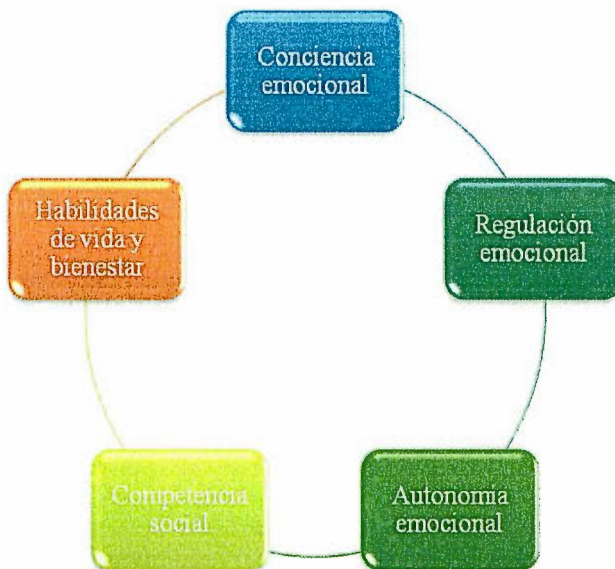 Conciencia
emocional
Regulación
emocional
Autonomía
emocional
Competencia
social
Habilidades
de vida y
bienestar